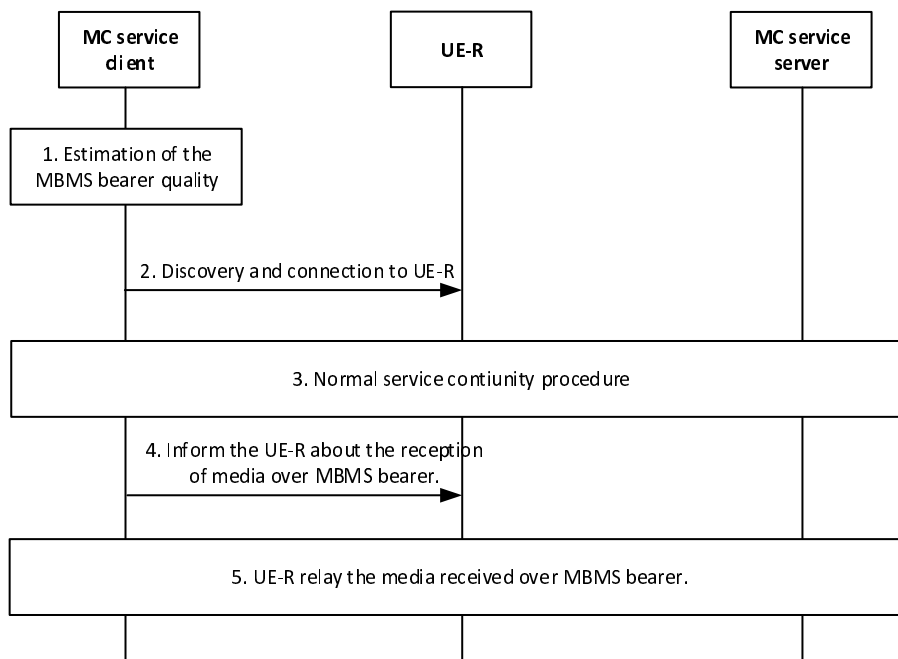 MC service
client
UE-R
MC service
server
1. Estimation of the
MBMS bearer quality
2. Discovery and connection to UE-R
3. Normal service contiunity procedure
4. Inform the UE-R about the reception
of media over MBMS bearer.
5. UE-R relay the media received over MBMS bearer.